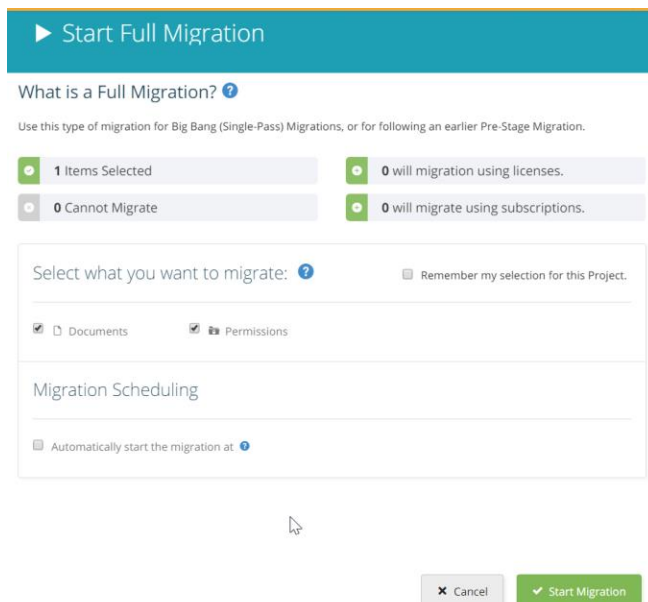 Start Full Migration
What is a Full Migration?
Use this type of migration for Big Bang (Single-Pass) Migrations, or for following an earlier Pre-Stage Migration.
1 Items Selected
0 will migration using licenses.
0 Cannot Migrate
0 will migrate using subscriptions.
Select what you want to migrate:
Remember my selection for this Project.
Documents
Permissions
Migration Scheduling
Automatically start the migration at
Cancel
Start Migration